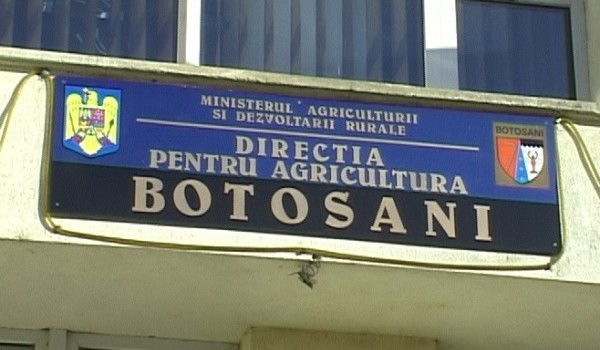 MINISTERUL AGRICULTURII
SI DEZVOLTARII RURALE
DIRECTIA
PENTRU AGRICULTURA
BOTOSANI
BOTOSANI